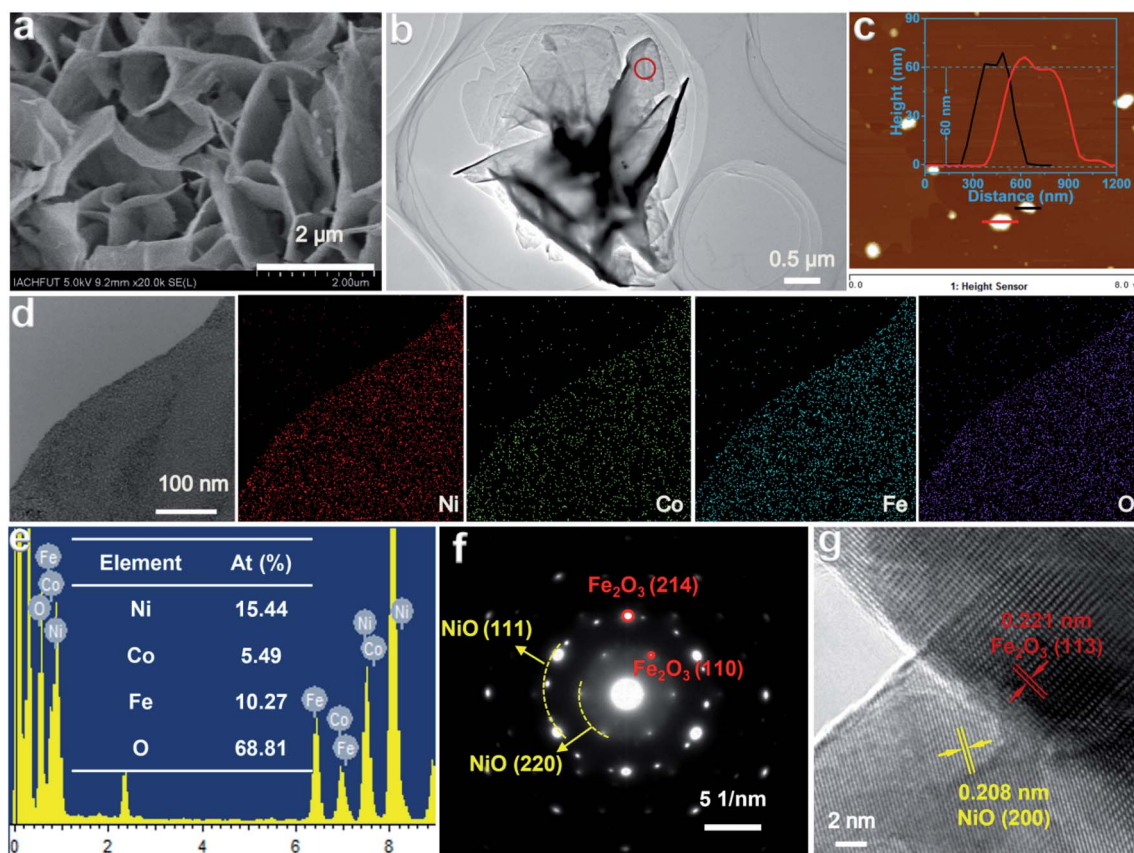 a
2 µm
IACHFUT 5.0kV 9.2mm x20.0k SE(L)
2.00um
b
0.5 µm
c
90
60
30
0
Height (nm)
60 nm
0 300 600 900 1200
Distance (nm)
0.0
1: Height Sensor
8.0
d
100 nm
Ni
Co
Fe
O
e
Fe
Co
O
Ni
Element At (%)
Ni 15.44
Co 5.49
Fe 10.27
O 68.81
Fe
Co
Fe
Ni
Co
Ni
0 2 4 6 8
f
Fe₂O₃ (214)
NiO (111)
Fe₂O₃ (110)
NiO (220)
5 1/nm
g
0.221 nm
Fe₂O₃ (113)
0.208 nm
NiO (200)
2 nm